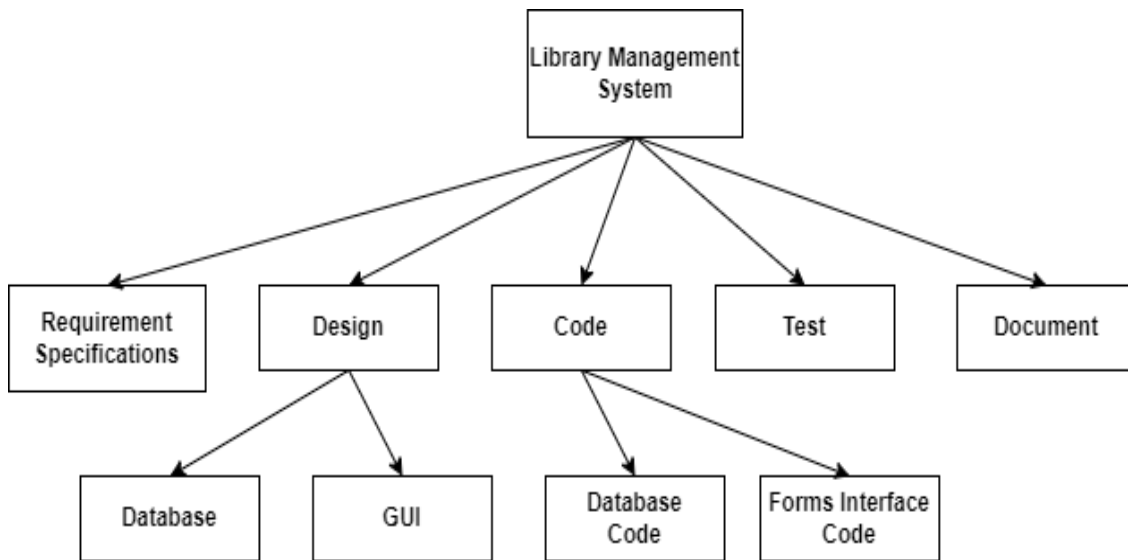 Library Management
System
Requirement
Specifications
Design
Code
Test
Document
Database
GUI
Database
Code
Forms Interface
Code